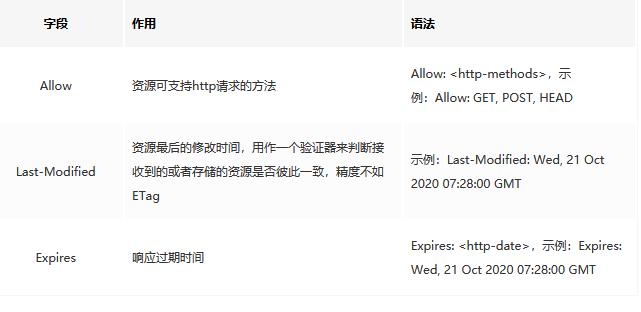 字段 作用 语法
Allow 资源可支持http请求的方法 Allow: <http-methods>，示
例：Allow: GET, POST, HEAD
Last-Modified 资源最后的修改时间，用作一个验证器来判断接
收到的或者存储的资源是否彼此一致，精度不如
ETag
示例：Last-Modified: Wed, 21 Oct
2020 07:28:00 GMT
Expires 响应过期时间 Expires: <http-date>，示例：Expires:
Wed, 21 Oct 2020 07:28:00 GMT